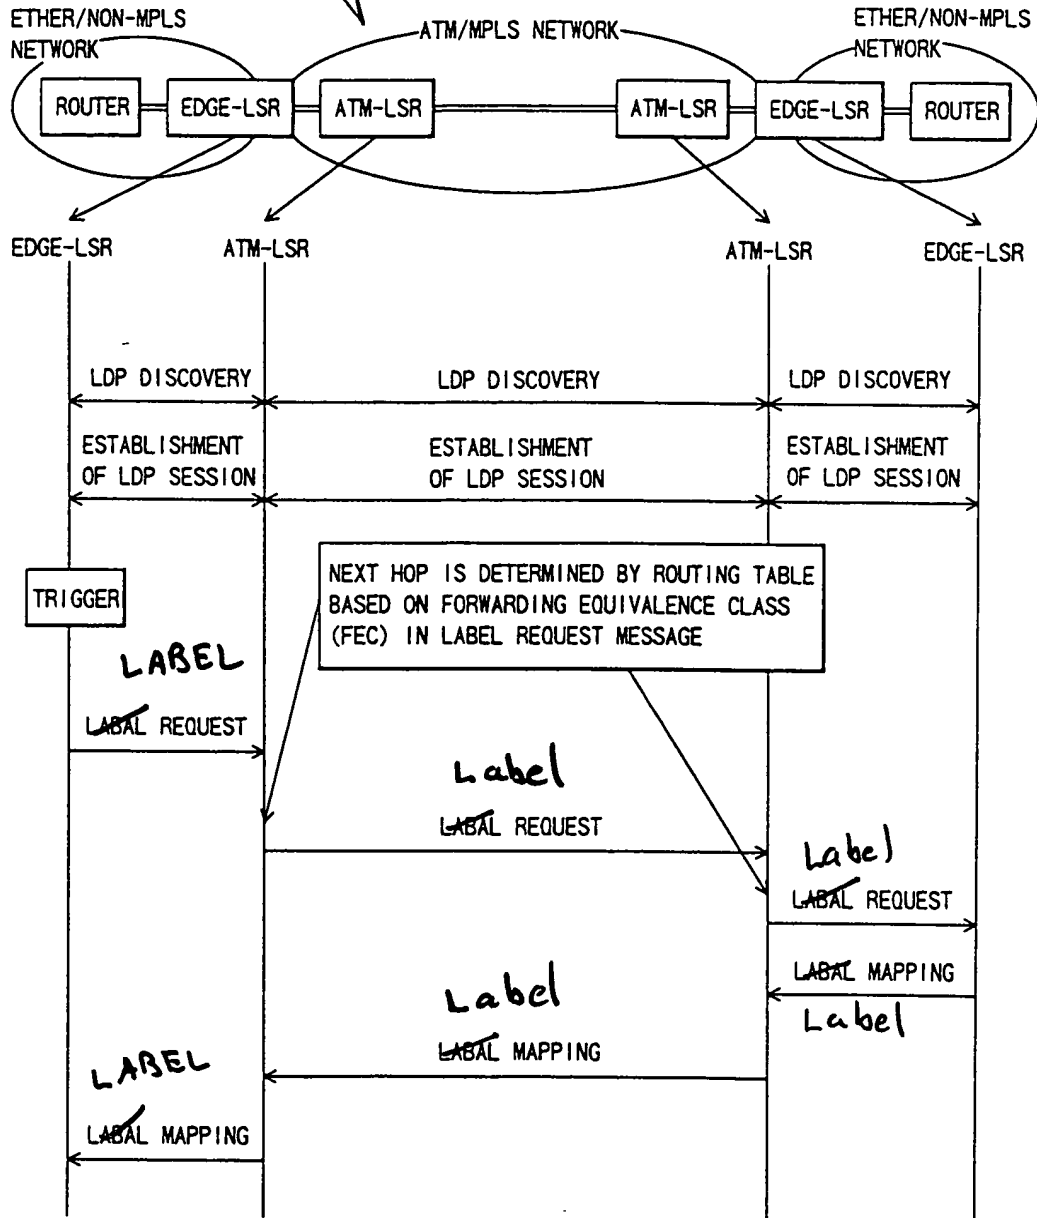 ETHER/NON-MPLS
NETWORK
ATM/MPLS NETWORK
ETHER/NON-MPLS
NETWORK
ROUTER
EDGE-LSR
ATM-LSR
ATM-LSR
EDGE-LSR
ROUTER
EDGE-LSR
ATM-LSR
ATM-LSR
EDGE-LSR
LDP DISCOVERY
LDP DISCOVERY
LDP DISCOVERY
ESTABLISHMENT
OF LDP SESSION
ESTABLISHMENT
OF LDP SESSION
ESTABLISHMENT
OF LDP SESSION
TRIGGER
NEXT HOP IS DETERMINED BY ROUTING TABLE
BASED ON FORWARDING EQUIVALENCE CLASS
(FEC) IN LABEL REQUEST MESSAGE
LABEL
LABAL REQUEST
Label
LABAL REQUEST
Label
LABAL REQUEST
LABAL MAPPING
Label
Label
LABAL MAPPING
LABEL
LABAL MAPPING